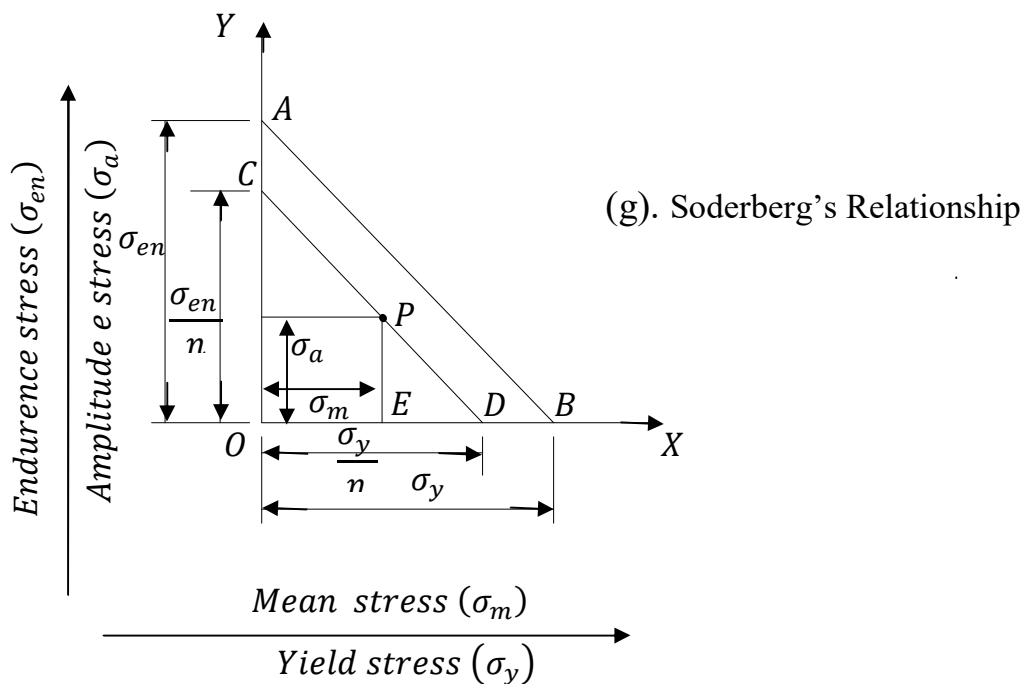 Y
A
C
Endurence stress (σ_en)
Amplitude e stress (σ_a)
(g). Soderberg's Relationship
.
σ_en
σ_en
n.
P
σ_a
σ_m
E
D
B
O
X
σ_y
n
σ_y
Mean stress (σ_m)
Yield stress (σ_y)